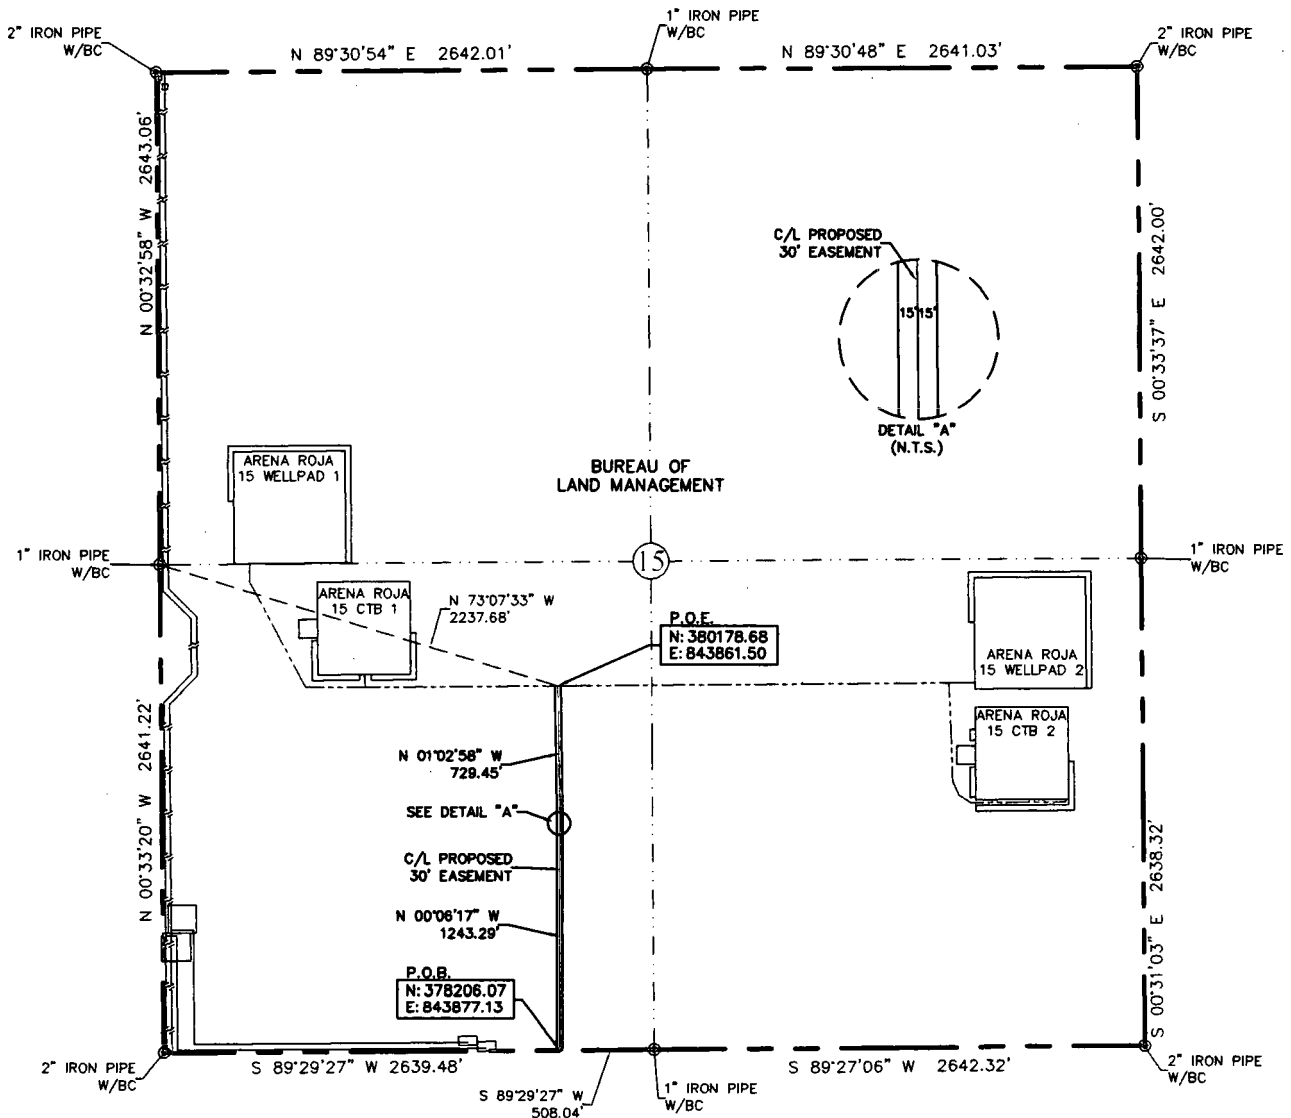 1" IRON PIPE
W/BC
2" IRON PIPE
W/BC
2" IRON PIPE
W/BC
N 89°30'54" E 2642.01'
N 89°30'48" E 2641.03'
N 00°32'58" W 2643.06'
S 00°33'37" E 2642.00'
C/L PROPOSED
30' EASEMENT
15'
15'
DETAIL "A"
(N.T.S.)
ARENA ROJA
15 WELLPAD 1
BUREAU OF
LAND MANAGEMENT
1" IRON PIPE
W/BC
15
1" IRON PIPE
W/BC
ARENA ROJA
15 CTB 1
N 73°07'33" W
2237.68'
P.O.E.
N: 380178.68
E: 843861.50
ARENA ROJA
15 WELLPAD 2
ARENA ROJA
15 CTB 2
N 01°02'58" W
729.45'
SEE DETAIL "A"
C/L PROPOSED
30' EASEMENT
N 00°06'17" W
1243.29'
P.O.B.
N: 378206.07
E: 843877.13
N 00°33'20" W 2641.22'
S 00°31'03" E 2638.32'
2" IRON PIPE
W/BC
S 89°29'27" W 2639.48'
S 89°29'27" W
508.04'
1" IRON PIPE
W/BC
S 89°27'06" W 2642.32'
2" IRON PIPE
W/BC